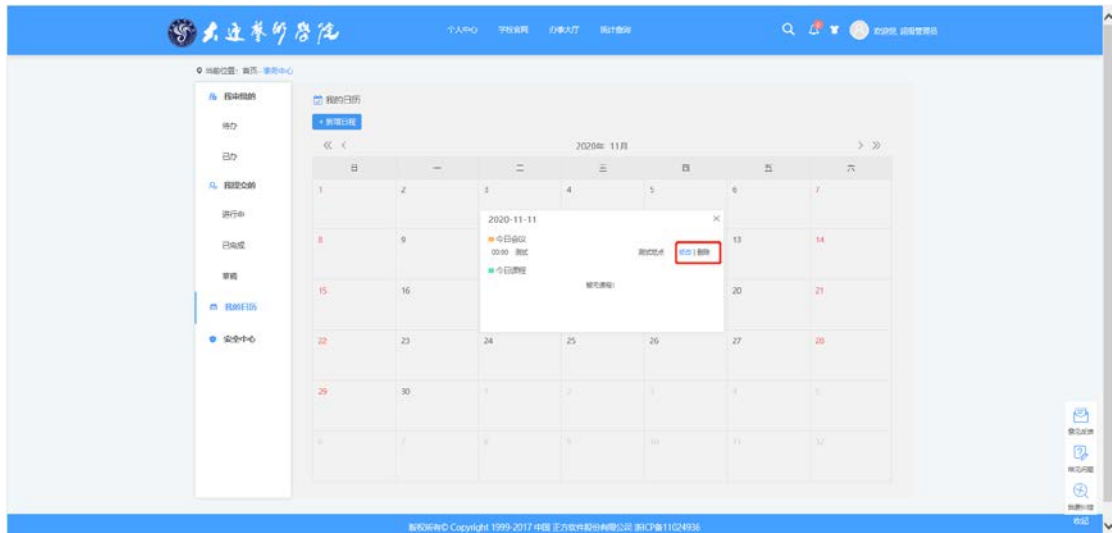 大连艺术学院
个人中心 学校官网 办事大厅 统计查询 欢迎您, 超级管理员
当前位置: 首页 - 事务中心
我审批的
待办
已办
我提交的
进行中
已完成
草稿
我的日历
安全中心
我的日历
+ 新增日程
2020年 11月
日 一 二 三 四 五 六
1 2 3 4 5 6 7
2020-11-11
今日会议
00:00 测试 测试地点 修改 | 删除
今日课程
暂无课程!
8 9 13 14
15 16 20 21
22 23 24 25 26 27 28
29 30 1 2 3 4 5
6 7 8 9 10 11 12
意见反馈
常见问题
我要纠错
版权所有© Copyright 1999-2017 中国 正方软件股份有限公司 浙ICP备11024936